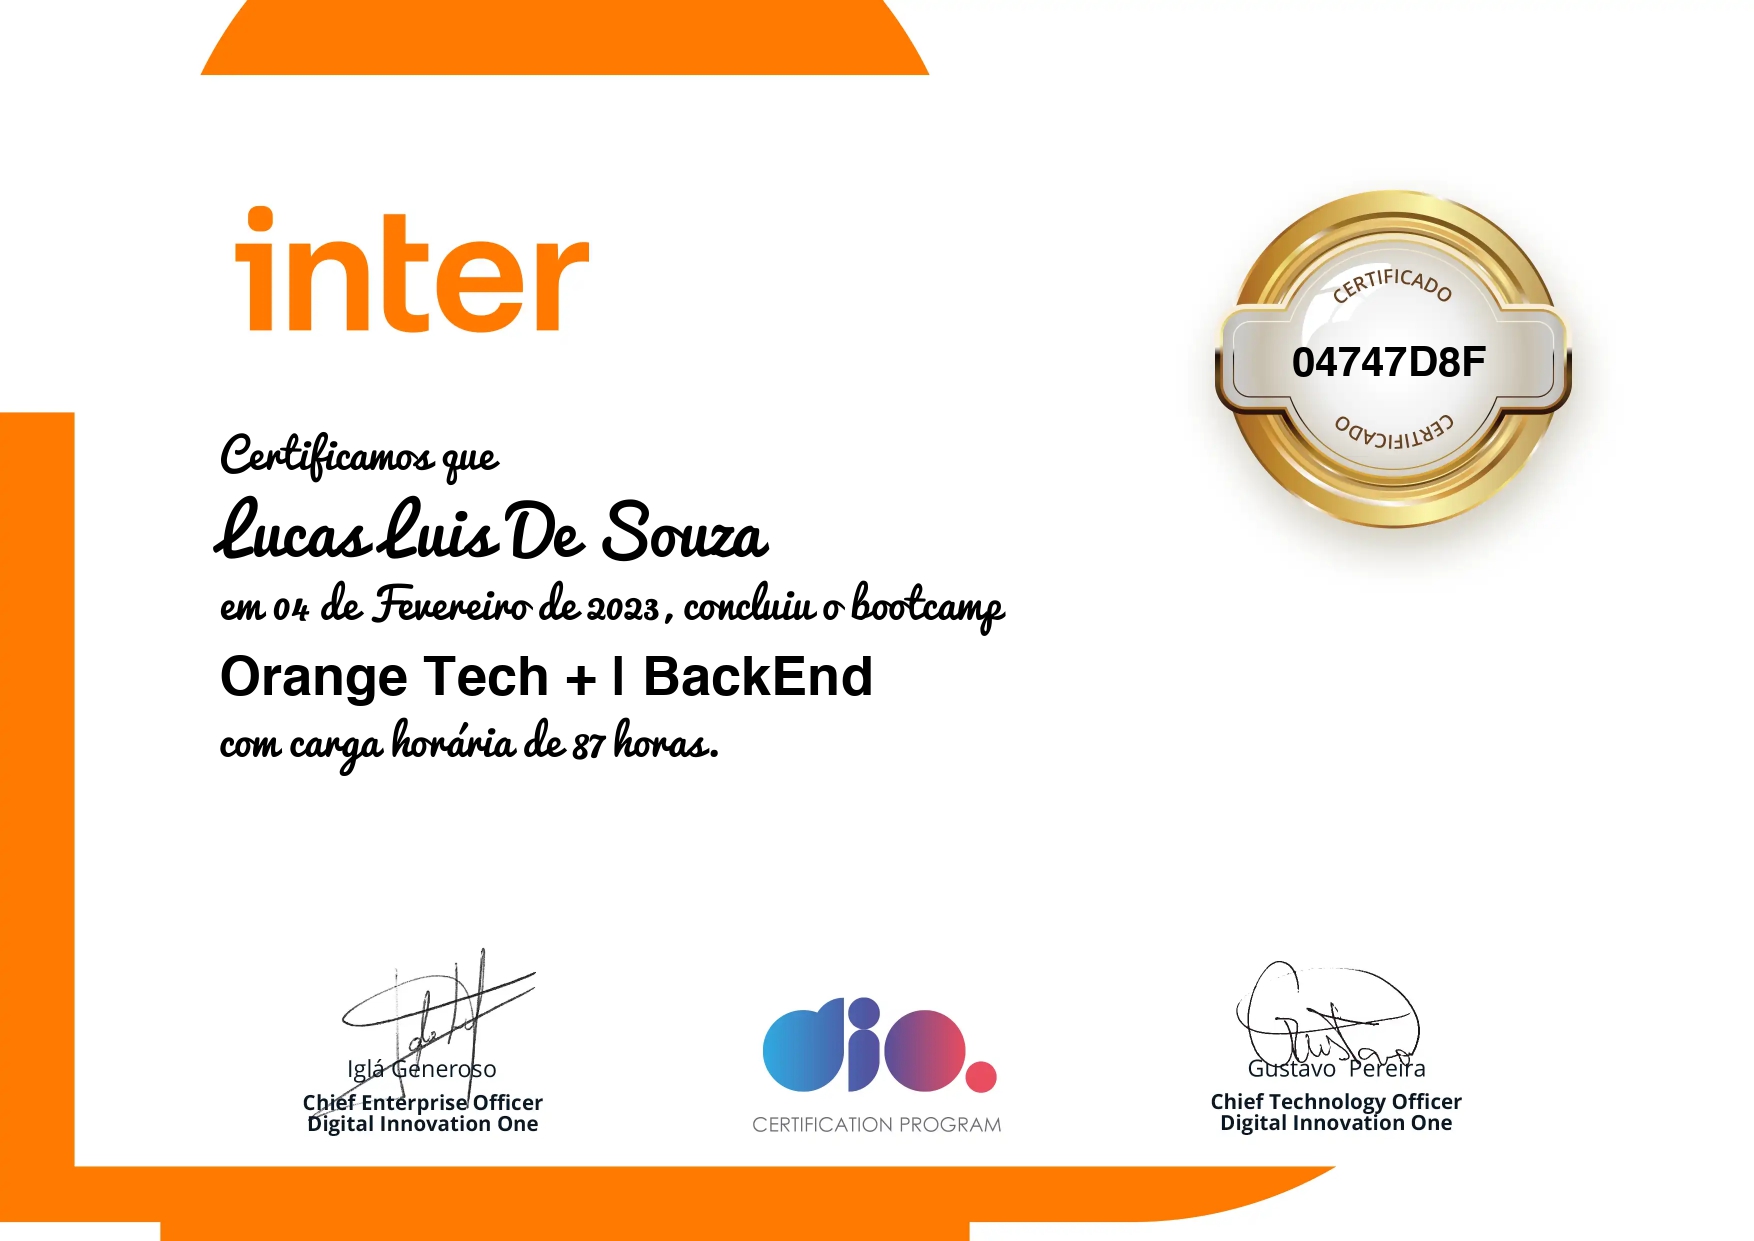 inter
CERTIFICADO
04747D8F
CERTIFICADO
Certificamos que
Lucas Luis De Souza
em 04 de Fevereiro de 2023, concluiu o bootcamp
Orange Tech + | BackEnd
com carga horária de 87 horas.
Iglá Generoso
Chief Enterprise Officer
Digital Innovation One
dio.
CERTIFICATION PROGRAM
Gustavo
Gustavo Pereira
Chief Technology Officer
Digital Innovation One